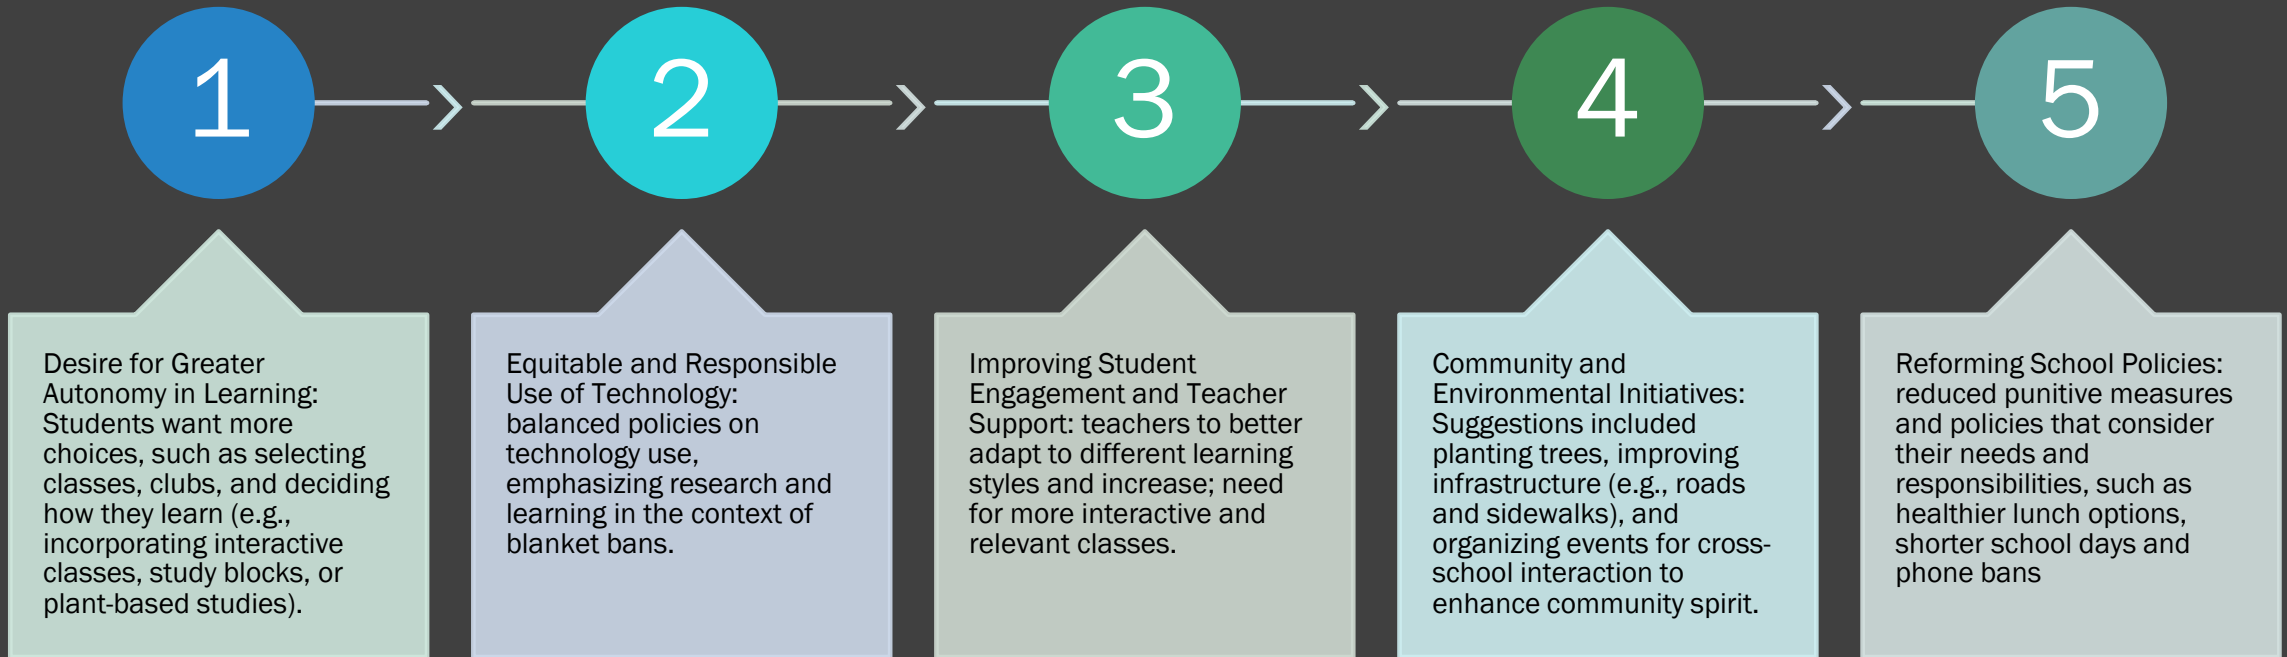 1
2
3
4
5
Desire for Greater
Autonomy in Learning:
Students want more
choices, such as selecting
classes, clubs, and deciding
how they learn (e.g.,
incorporating interactive
classes, study blocks, or
plant-based studies).
Equitable and Responsible
Use of Technology:
balanced policies on
technology use,
emphasizing research and
learning in the context of
blanket bans.
Improving Student
Engagement and Teacher
Support: teachers to better
adapt to different learning
styles and increase; need
for more interactive and
relevant classes.
Community and
Environmental Initiatives:
Suggestions included
planting trees, improving
infrastructure (e.g., roads
and sidewalks), and
organizing events for cross-
school interaction to
enhance community spirit.
Reforming School Policies:
reduced punitive measures
and policies that consider
their needs and
responsibilities, such as
healthier lunch options,
shorter school days and
phone bans